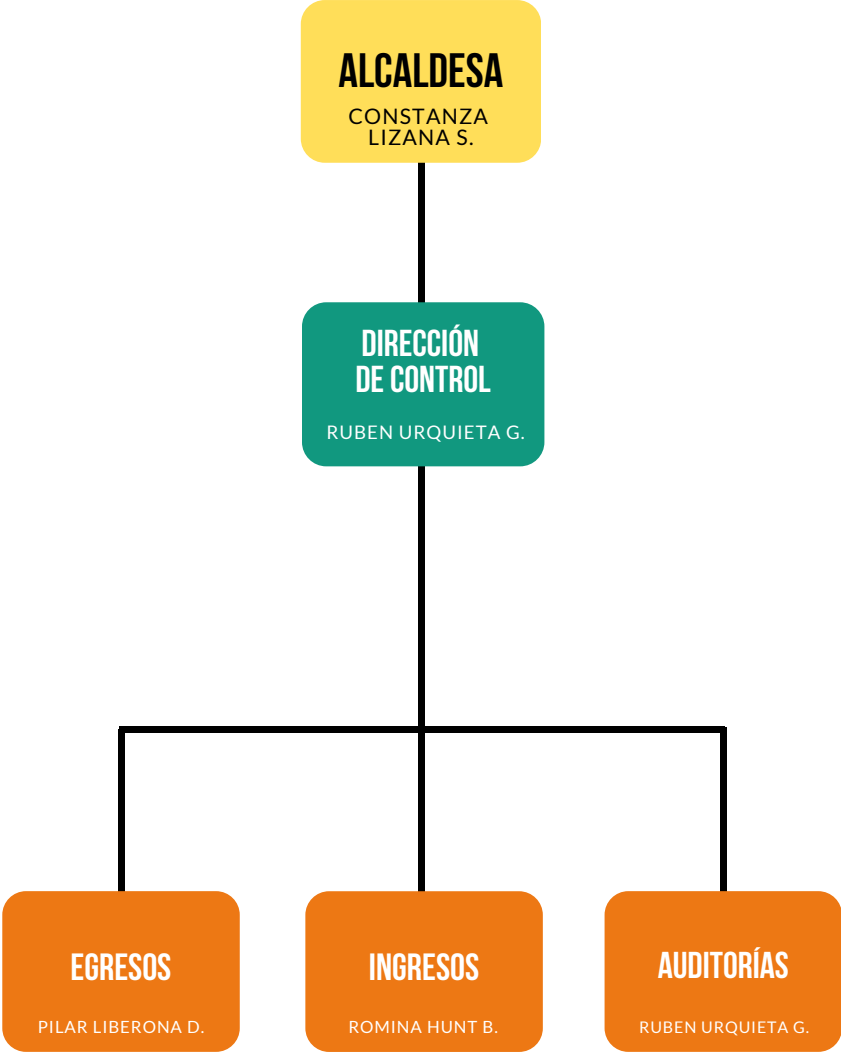 ALCALDESA
CONSTANZA
LIZANA S.
DIRECCIÓN
DE CONTROL
RUBEN URQUIETA G.
EGRESOS
PILAR LIBERONA D.
INGRESOS
ROMINA HUNT B.
AUDITORÍAS
RUBEN URQUIETA G.